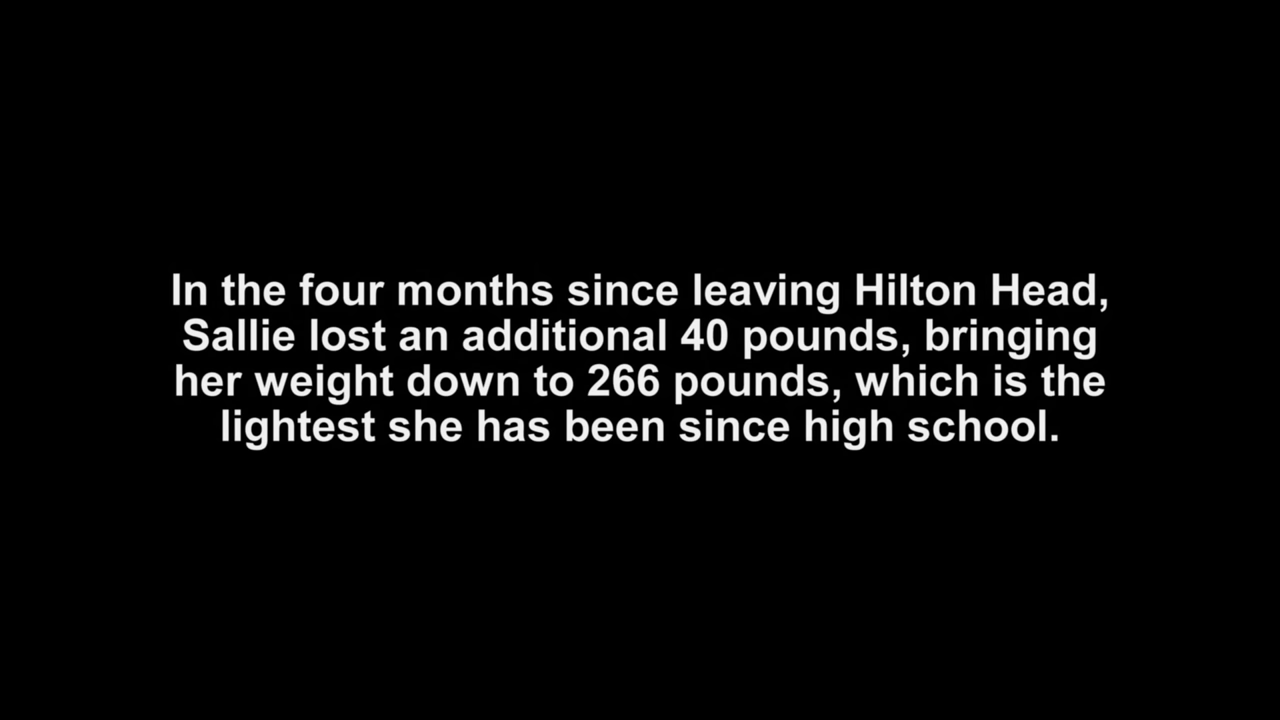 In the four months since leaving Hilton Head,
Sallie lost an additional 40 pounds, bringing
her weight down to 266 pounds, which is the
lightest she has been since high school.